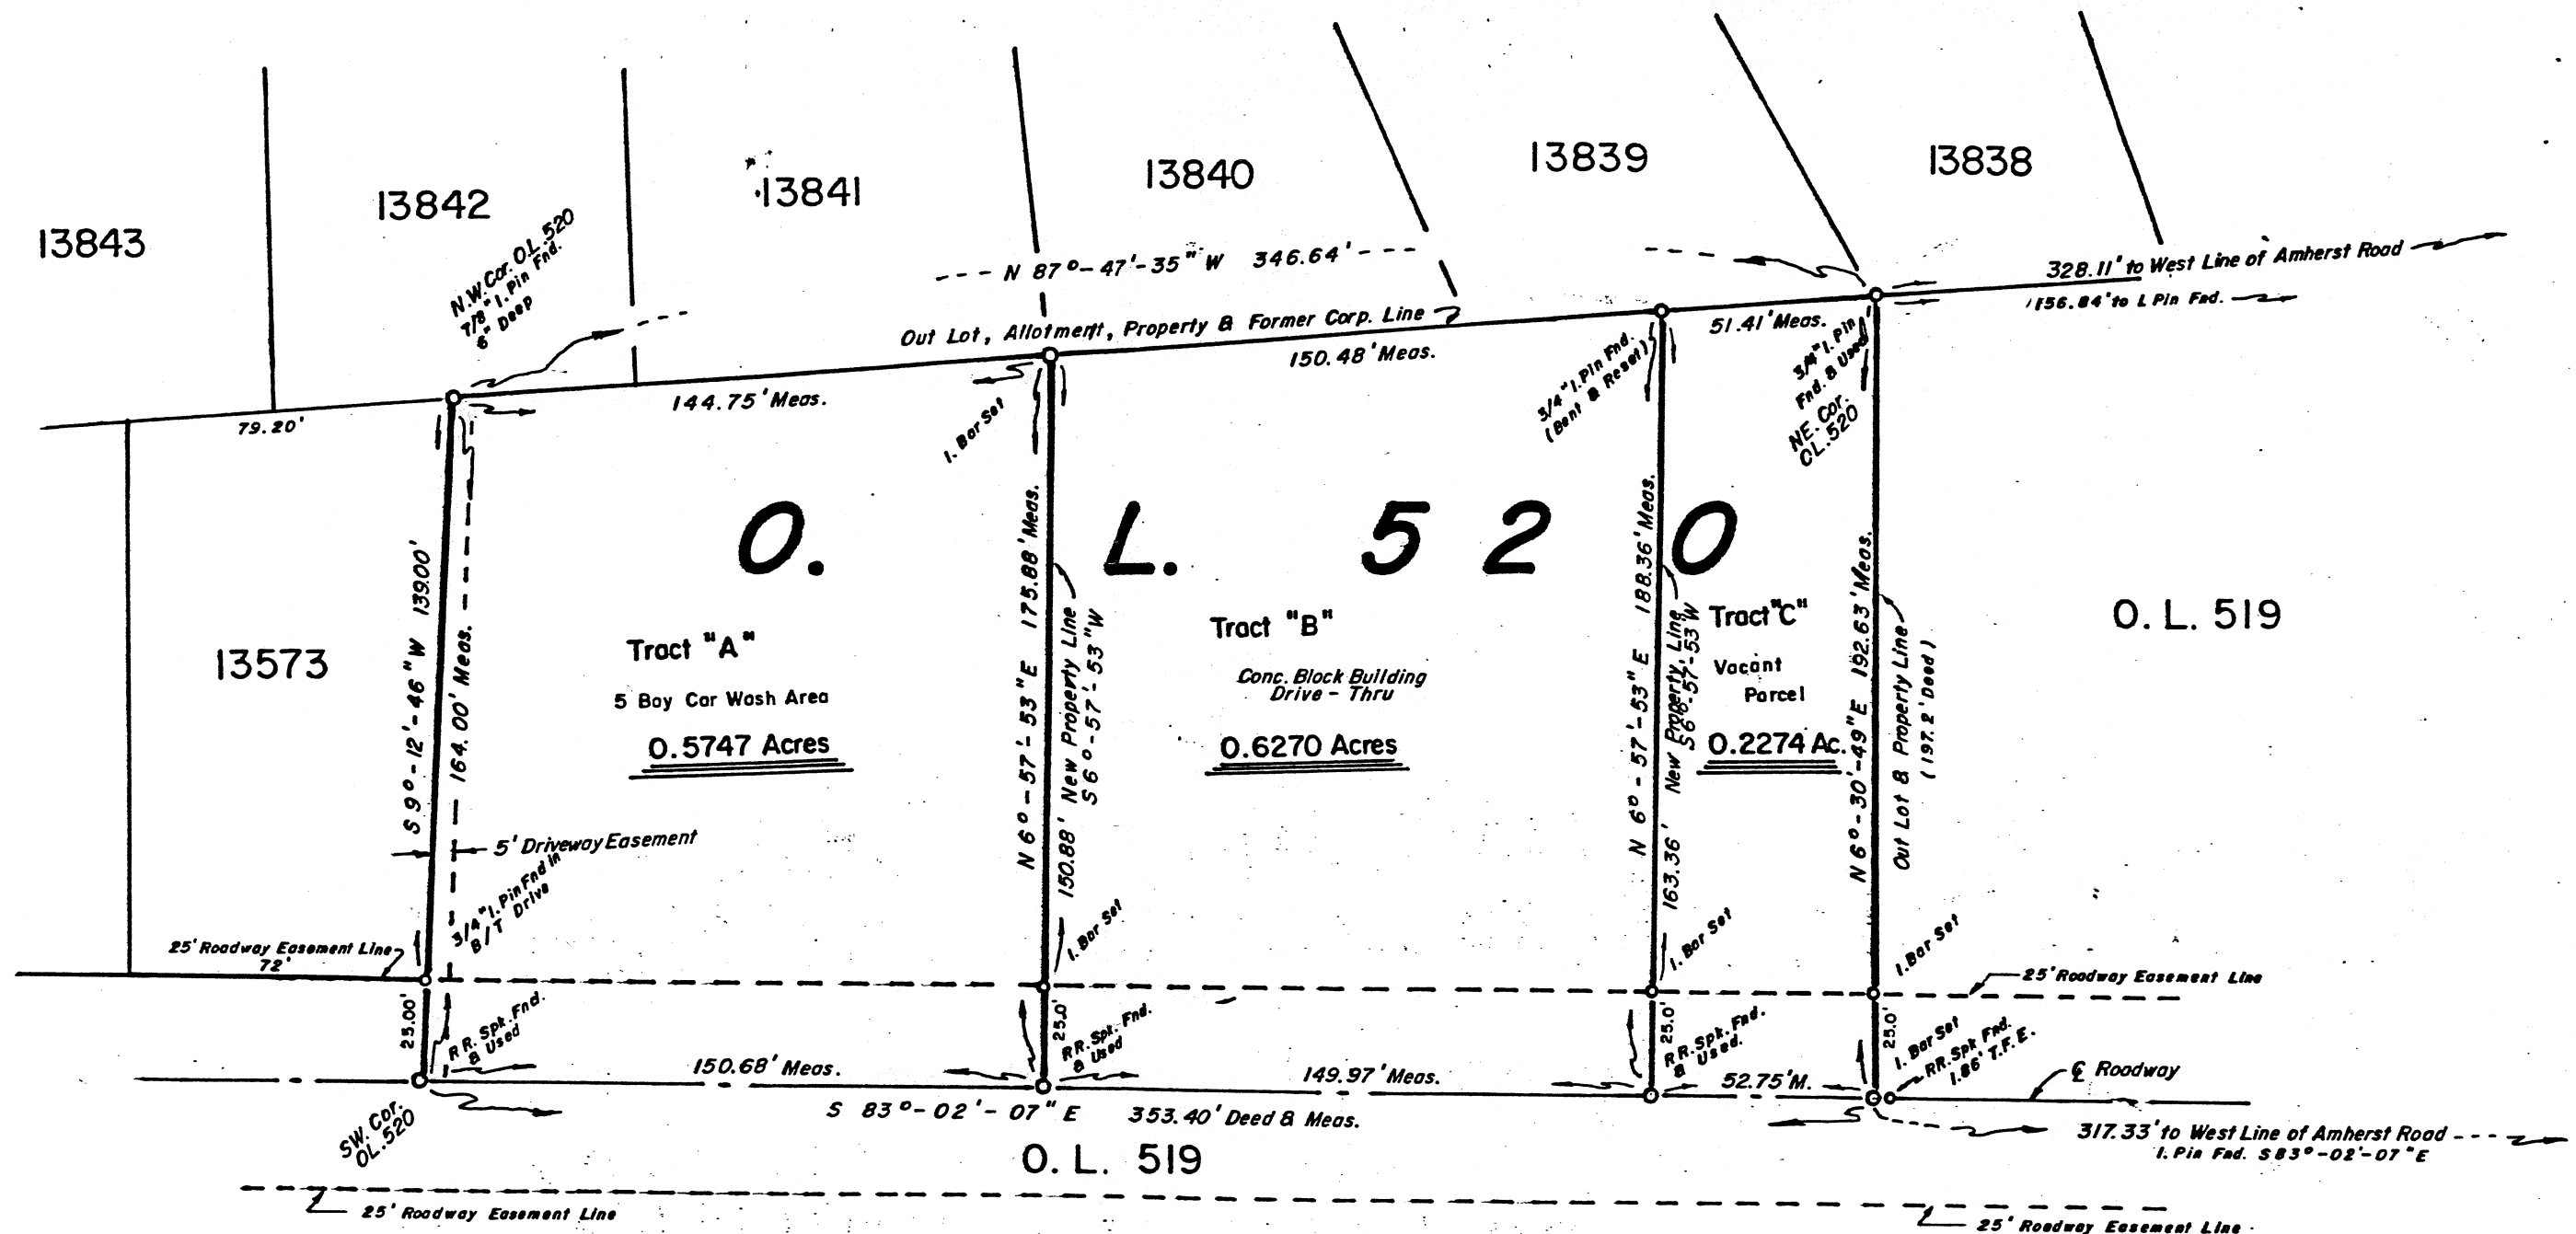 13843
13842
13841
13840
13839
13838
N.W. Cor. O.L. 520
7/8" I. Pin Fnd.
6" Deep
N 87°-47'-35" W 346.64'
328.11' to West Line of Amherst Road
156.84' to I. Pin Fnd.
Out Lot, Allotment, Property & Former Corp. Line
79.20'
144.75' Meas.
150.48' Meas.
51.41' Meas.
I. Bar Set
3/4" I. Pin Fnd.
(Bent & Reset)
3/4" I. Pin
Fnd. & Used
NE. Cor.
OL. 520
O. L. 520
13573
S 9°-12'-46" W 139.00'
164.00' Meas.
Tract "A"
5 Bay Car Wash Area
0.5747 Acres
5' Driveway Easement
3/4" I. Pin Fnd in
B/T Drive
N 6°-57'-53" E 175.88' Meas.
150.88' New Property Line
S 6°-57'-53" W
Tract "B"
Conc. Block Building
Drive - Thru
0.6270 Acres
N 6°-57'-53" E 188.36' Meas.
163.36' New Property Line
S 6°-57'-53 W
Tract "C"
Vacant
Parcel
0.2274 Ac.
N 6°-30'-49" E 192.63' Meas.
Out Lot & Property Line
(197.2' Deed)
O. L. 519
25' Roadway Easement Line
72'
I. Bar Set
I. Bar Set
I. Bar Set
25' Roadway Easement Line
25.00'
RR. Spk. Fnd.
& Used
25.0'
RR. Spk. Fnd.
& Used
25.0'
RR. Spk. Fnd.
& Used.
25.0'
I. Bar Set
RR. Spk Fnd.
1.86' T.F.E.
150.68' Meas.
149.97' Meas.
52.75' M.
℄ Roadway
SW. Cor.
OL. 520
S 83°-02'-07" E 353.40' Deed & Meas.
317.33' to West Line of Amherst Road
I. Pin Fnd. S 83°-02'-07" E
O. L. 519
25' Roadway Easement Line
25' Roadway Easement Line